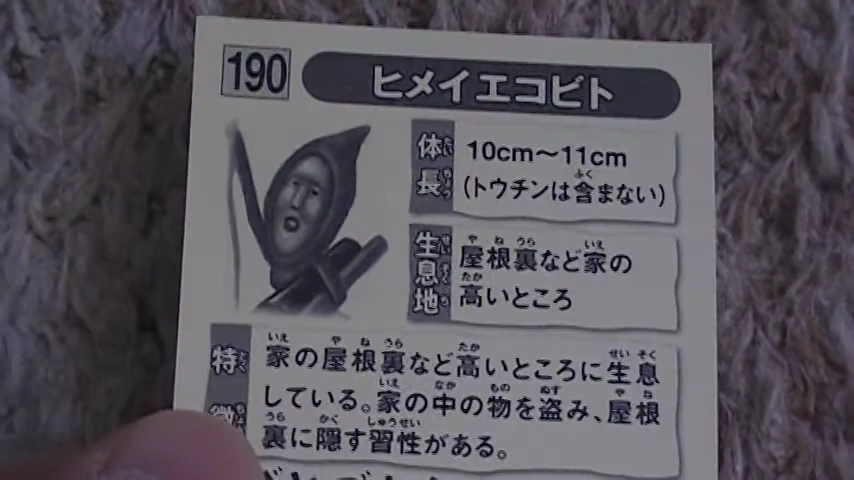 190
ヒメイエコビト
体長
10cm〜11cm
(トウチンは含まない)
生息地
屋根裏など家の
高いところ
特
家の屋根裏など高いところに生息
している。家の中の物を盗み、屋根
裏に隠す習性がある。